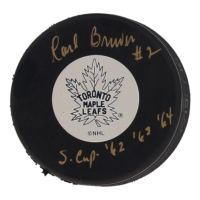 Carl Brewer
#2
TORONTO
MAPLE
LEAFS
©NHL
S. Cup '62 '63 '64